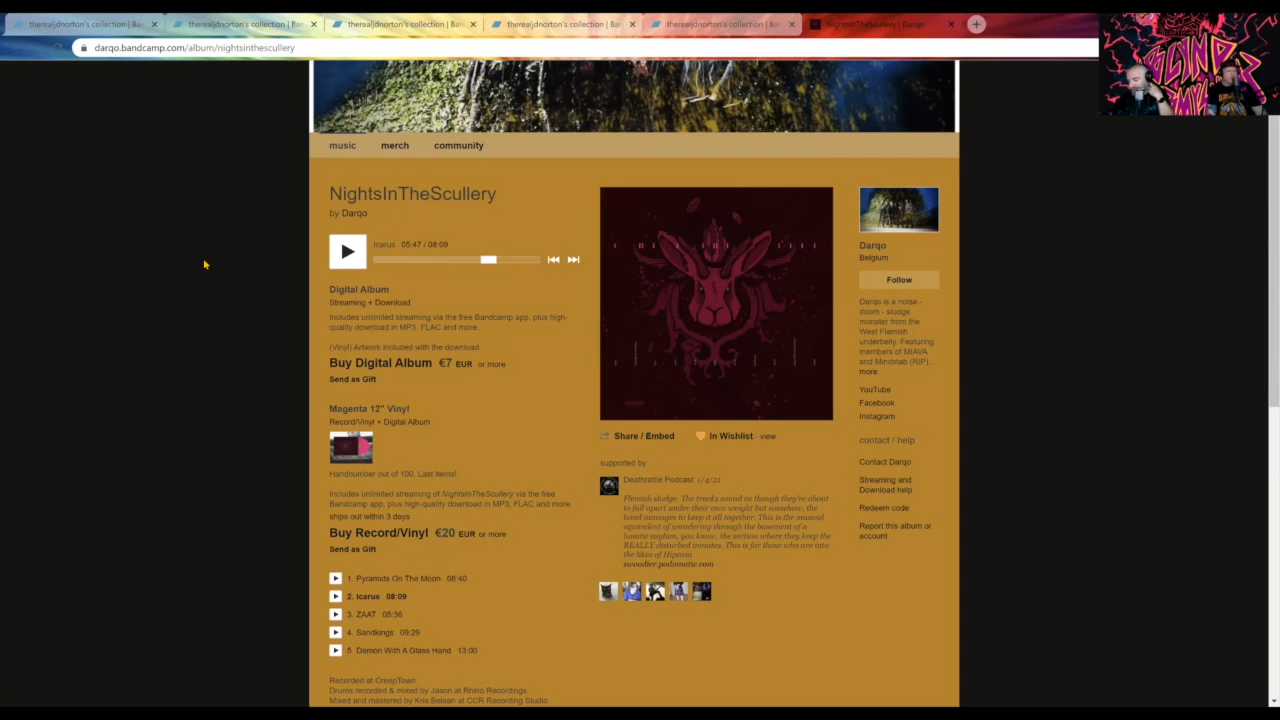 therealjdnorton's collection | Ba
therealjdnorton's collection | Ban
therealjdnorton's collection | Ban
therealjdnorton's collection | Ban
therealjdnorton's collection | Ba
NightsInTheScullery | Darqo
darqo.bandcamp.com/album/nightsinthescullery
music merch community
NightsInTheScullery
by Darqo
Icarus 05:47 / 08:09
Digital Album
Streaming + Download
Includes unlimited streaming via the free Bandcamp app, plus high-
quality download in MP3, FLAC and more.
(Vinyl) Artwork included with the download
Buy Digital Album €7 EUR or more
Send as Gift
Magenta 12" Vinyl
Record/Vinyl + Digital Album
Handnumber out of 100. Last items!
Includes unlimited streaming of NightsInTheScullery via the free
Bandcamp app, plus high-quality download in MP3, FLAC and more
ships out within 3 days
Buy Record/Vinyl €20 EUR or more
Send as Gift
1. Pyramids On The Moon 08:40
2. Icarus 08:09
3. ZAAT 05:36
4. Sandkings 09:29
5. Demon With A Glass Hand 13:00
Recorded at CreepTown.
Drums recorded & mixed by Jason at Rhino Recordings.
Mixed and mastered by Kris Belean at CCR Recording Studio
Share / Embed
In Wishlist · view
supported by
Deathrattle Podcast 1/4/21
Flemish sludge. The tracks sound as though they're about
to fall apart under their own weight but somehow, the
band manages to keep it all together. This is the musical
equivalent of wandering through the basement of a
lunatic asylum, you know, the section where they keep the
REALLY disturbed inmates. This is for those who are into
the likes of Hipoxia
swoodier.podomatic.com
Darqo
Belgium
Follow
Darqo is a noise -
doom - sludge
monster from the
West Flemish
underbelly. Featuring
members of MIAVA
and Mindstab (RIP)...
more
YouTube
Facebook
Instagram
contact / help
Contact Darqo
Streaming and
Download help
Redeem code
Report this album or
account